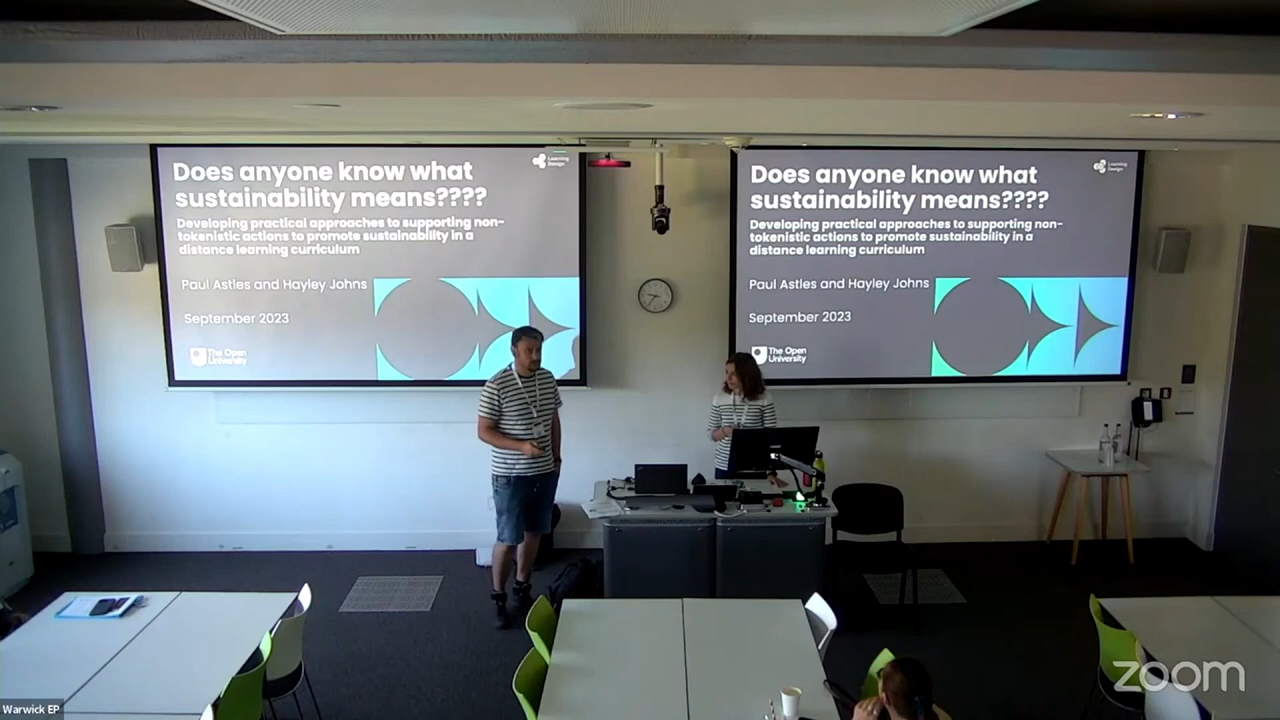 Does anyone know what
sustainability means????
Developing practical approaches to supporting non-
tokenistic actions to promote sustainability in a
distance learning curriculum
Paul Astles and Hayley Johns
September 2023
The Open
University
Learning
Design
Does anyone know what
sustainability means????
Developing practical approaches to supporting non-
tokenistic actions to promote sustainability in a
distance learning curriculum
Paul Astles and Hayley Johns
September 2023
The Open
University
Learning
Design
Warwick EP
zoom